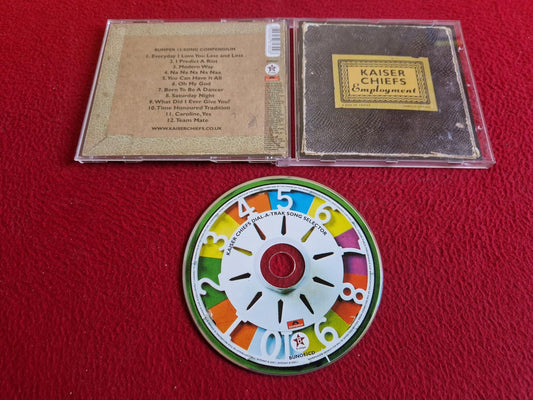 BUMPER 12-SONG COMPENDIUM
1. Everyday I Love You Less and Less
2. I Predict A Riot
3. Modern Way
4. Na Na Na Na Naa
5. You Can Have It All
6. Oh My God
7. Born To Be A Dancer
8. Saturday Night
9. What Did I Ever Give You?
10. Time Honoured Tradition
11. Caroline, Yes
12. Team Mate
WWW.KAISERCHIEFS.CO.UK
KAISER
CHIEFS
Employment
KAISER CHIEFS DIAL-A-TRAK SONG SELECTOR
1
2
3
4
5
6
7
8
9
10